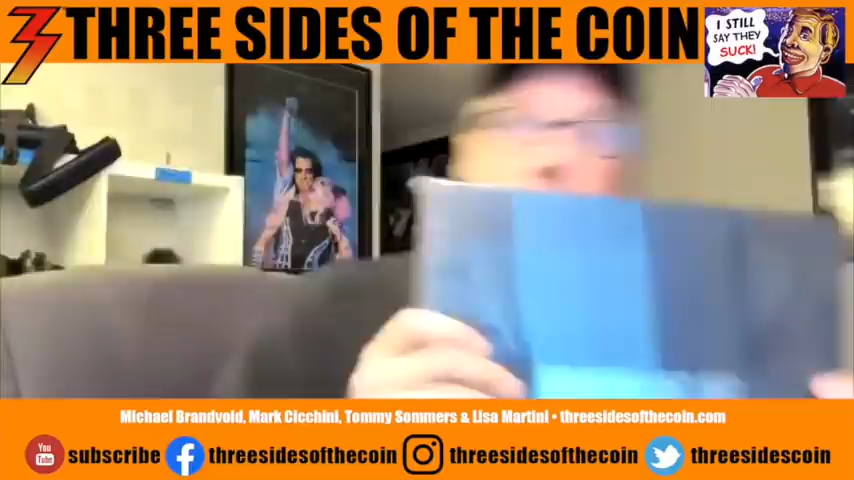 THREE SIDES OF THE COIN
I STILL
SAY THEY
SUCK!
Michael Brandvold, Mark Cicchini, Tommy Sommers & Lisa Martini • threesidesofthecoin.com
You
Tube
subscribe
threesidesofthecoin
threesidesofthecoin
threesidescoin